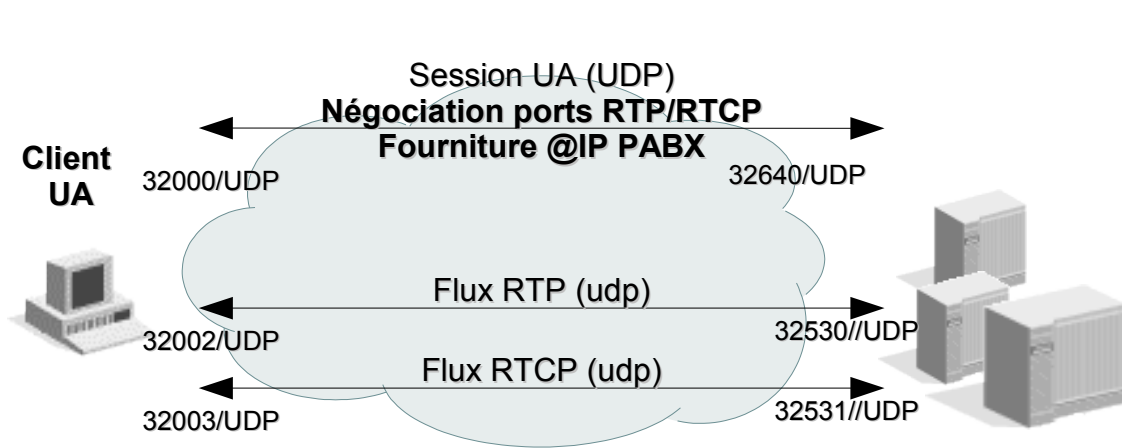 Session UA (UDP)
Négociation ports RTP/RTCP
Fourniture @IP PABX
Client
UA
32000/UDP
32640/UDP
Flux RTP (udp)
32002/UDP
32530//UDP
Flux RTCP (udp)
32003/UDP
32531//UDP